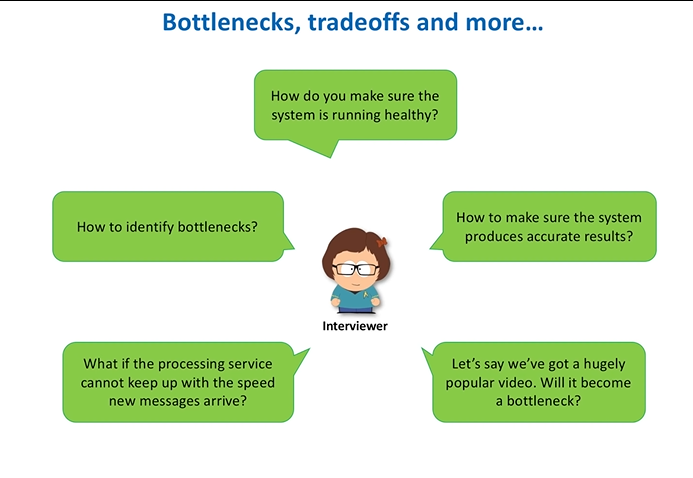 Bottlenecks, tradeoffs and more…
How do you make sure the
system is running healthy?
How to identify bottlenecks?
How to make sure the system
produces accurate results?
Interviewer
What if the processing service
cannot keep up with the speed
new messages arrive?
Let's say we've got a hugely
popular video. Will it become
a bottleneck?